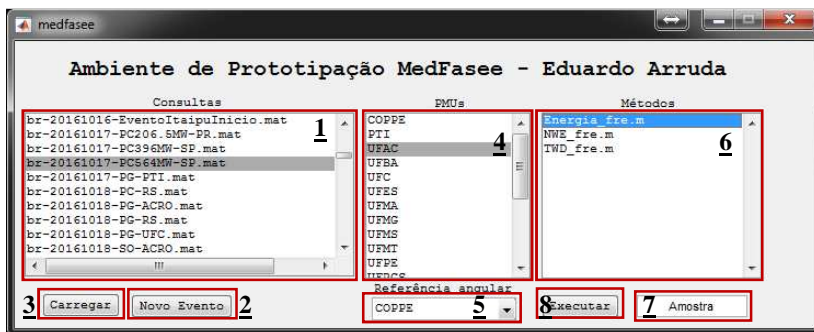 medfasee
Ambiente de Prototipação MedFasee - Eduardo Arruda
Consultas
PMUs
Métodos
br-20161016-EventoItaipuInicio.mat
br-20161017-PC206.5MW-PR.mat
br-20161017-PC396MW-SP.mat
br-20161017-PC564MW-SP.mat
br-20161017-PG-PTI.mat
br-20161018-PC-RS.mat
br-20161018-PG-ACRO.mat
br-20161018-PG-RS.mat
br-20161018-PG-UFC.mat
br-20161018-SO-ACRO.mat
1
COPPE
PTI
UFAC
UFBA
UFC
UFES
UFMA
UFMG
UFMS
UFMT
UFPE
UFRGS
4
Energia_fre.m
NWE_fre.m
TWD_fre.m
6
Referência angular
3
Carregar
Novo Evento
2
COPPE
5
8
Executar
7
Amostra